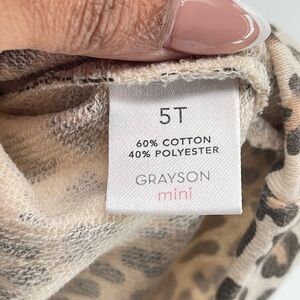 5T
60% COTTON
40% POLYESTER
GRAYSON
mini